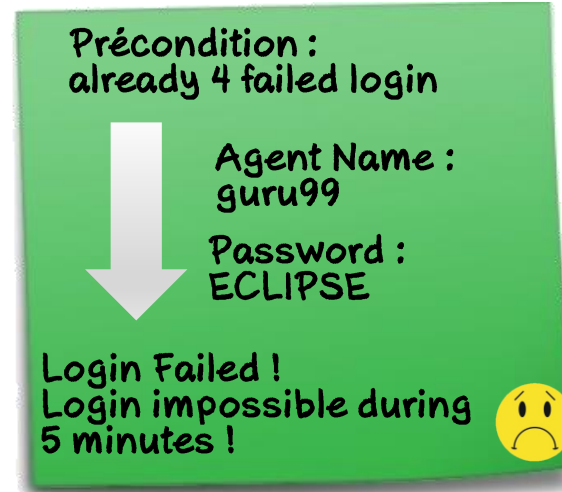 Précondition :
already 4 failed login
Agent Name :
guru99
Password :
ECLIPSE
Login Failed !
Login impossible during
5 minutes !